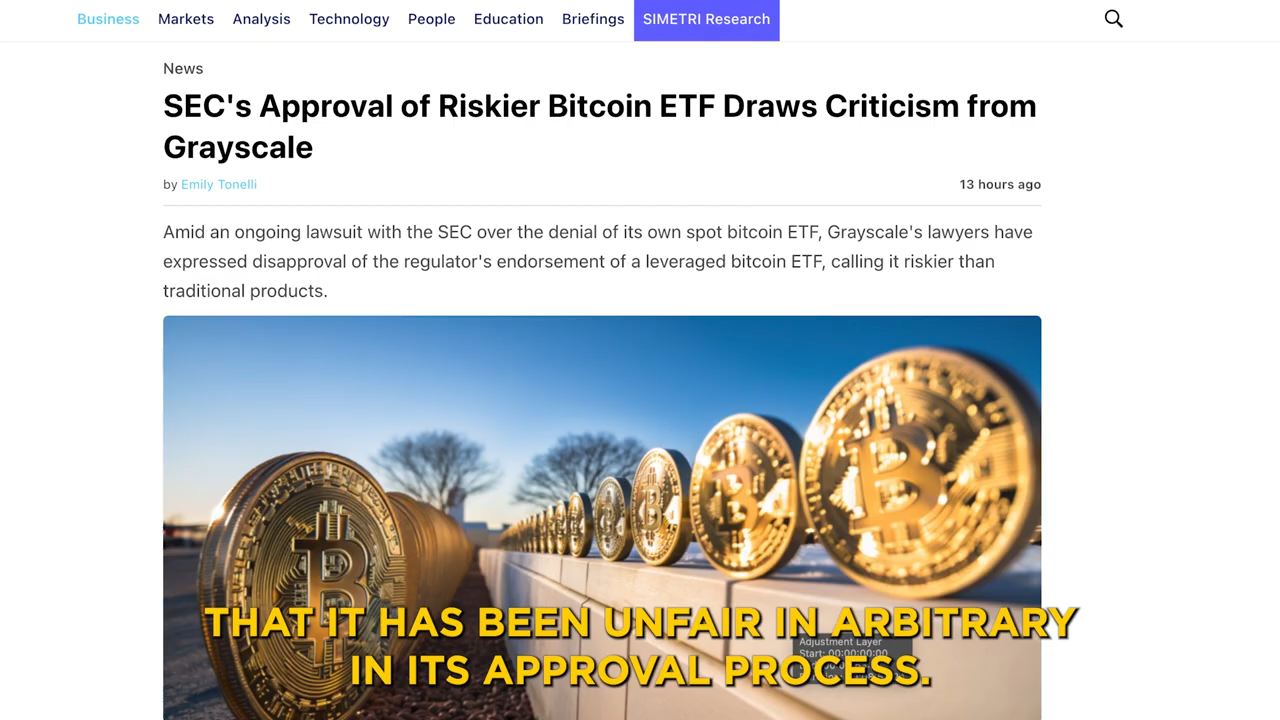 Business Markets Analysis Technology People Education Briefings SIMETRI Research
News
SEC's Approval of Riskier Bitcoin ETF Draws Criticism from
Grayscale
by Emily Tonelli 13 hours ago
Amid an ongoing lawsuit with the SEC over the denial of its own spot bitcoin ETF, Grayscale's lawyers have
expressed disapproval of the regulator's endorsement of a leveraged bitcoin ETF, calling it riskier than
traditional products.
THAT IT HAS BEEN UNFAIR IN ARBITRARY
Adjustment Layer
Start: 00:00:00:00
IN ITS APPROVAL PROCESS.